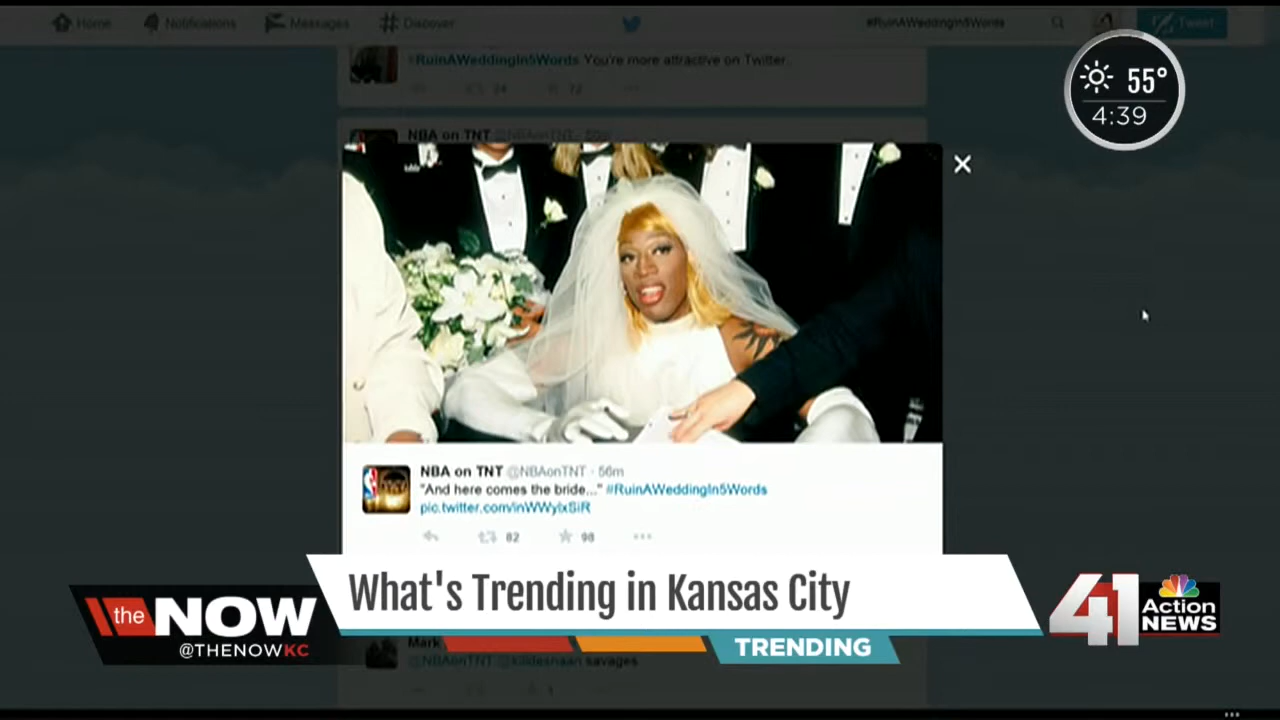 Home Notifications Messages Discover #RuinAWeddingIn5Words Tweet
#RuinAWeddingIn5Words You're more attractive on Twitter.
24 72
55°
4:39
NBA on TNT @NBAonTNT
NBA on TNT @NBAonTNT · 56m
"And here comes the bride..." #RuinAWeddingIn5Words
pic.twitter.com/inWWylxSiR
82 98
What's Trending in Kansas City
the NOW
@THENOWKC
TRENDING
41 Action NEWS
Mark
@NBAonTNT savages
1